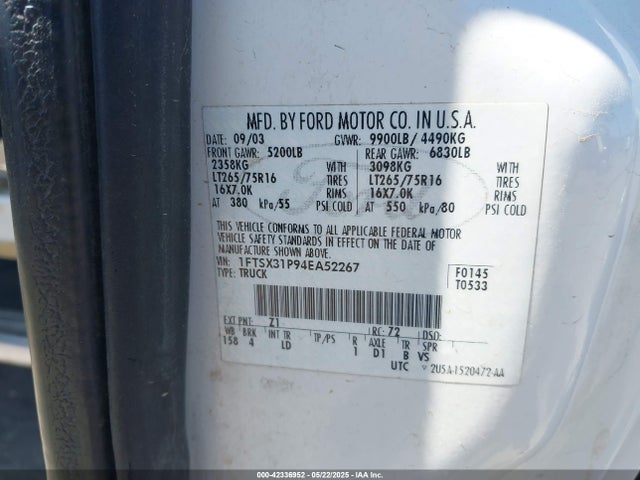 MFD. BY FORD MOTOR CO. IN U.S.A.
DATE: 09/03 GVWR: 9900LB/ 4490KG
FRONT GAWR: 5200LB REAR GAWR: 6830LB
2358KG WITH 3098KG WITH
LT265/75R16 TIRES LT265/75R16 TIRES
16X7.0K RIMS 16X7.0K RIMS
AT 380 kPa/55 PSI COLD AT 550 kPa/80 PSI COLD
THIS VEHICLE CONFORMS TO ALL APPLICABLE FEDERAL MOTOR
VEHICLE SAFETY STANDARDS IN EFFECT ON THE DATE OF
MANUFACTURE SHOWN ABOVE.
VIN: 1FTSX31P94EA52267 F0145
TYPE: TRUCK T0533
EXT PNT: Z1 RC: 72 DSO:
WB BRK INT TR TP/PS R AXLE TR SPR
158 4 LD 1 D1 B VS
UTC 2U5A-1520472-AA
Ford
000-42336952 - 05/22/2025 - IAAI.COM